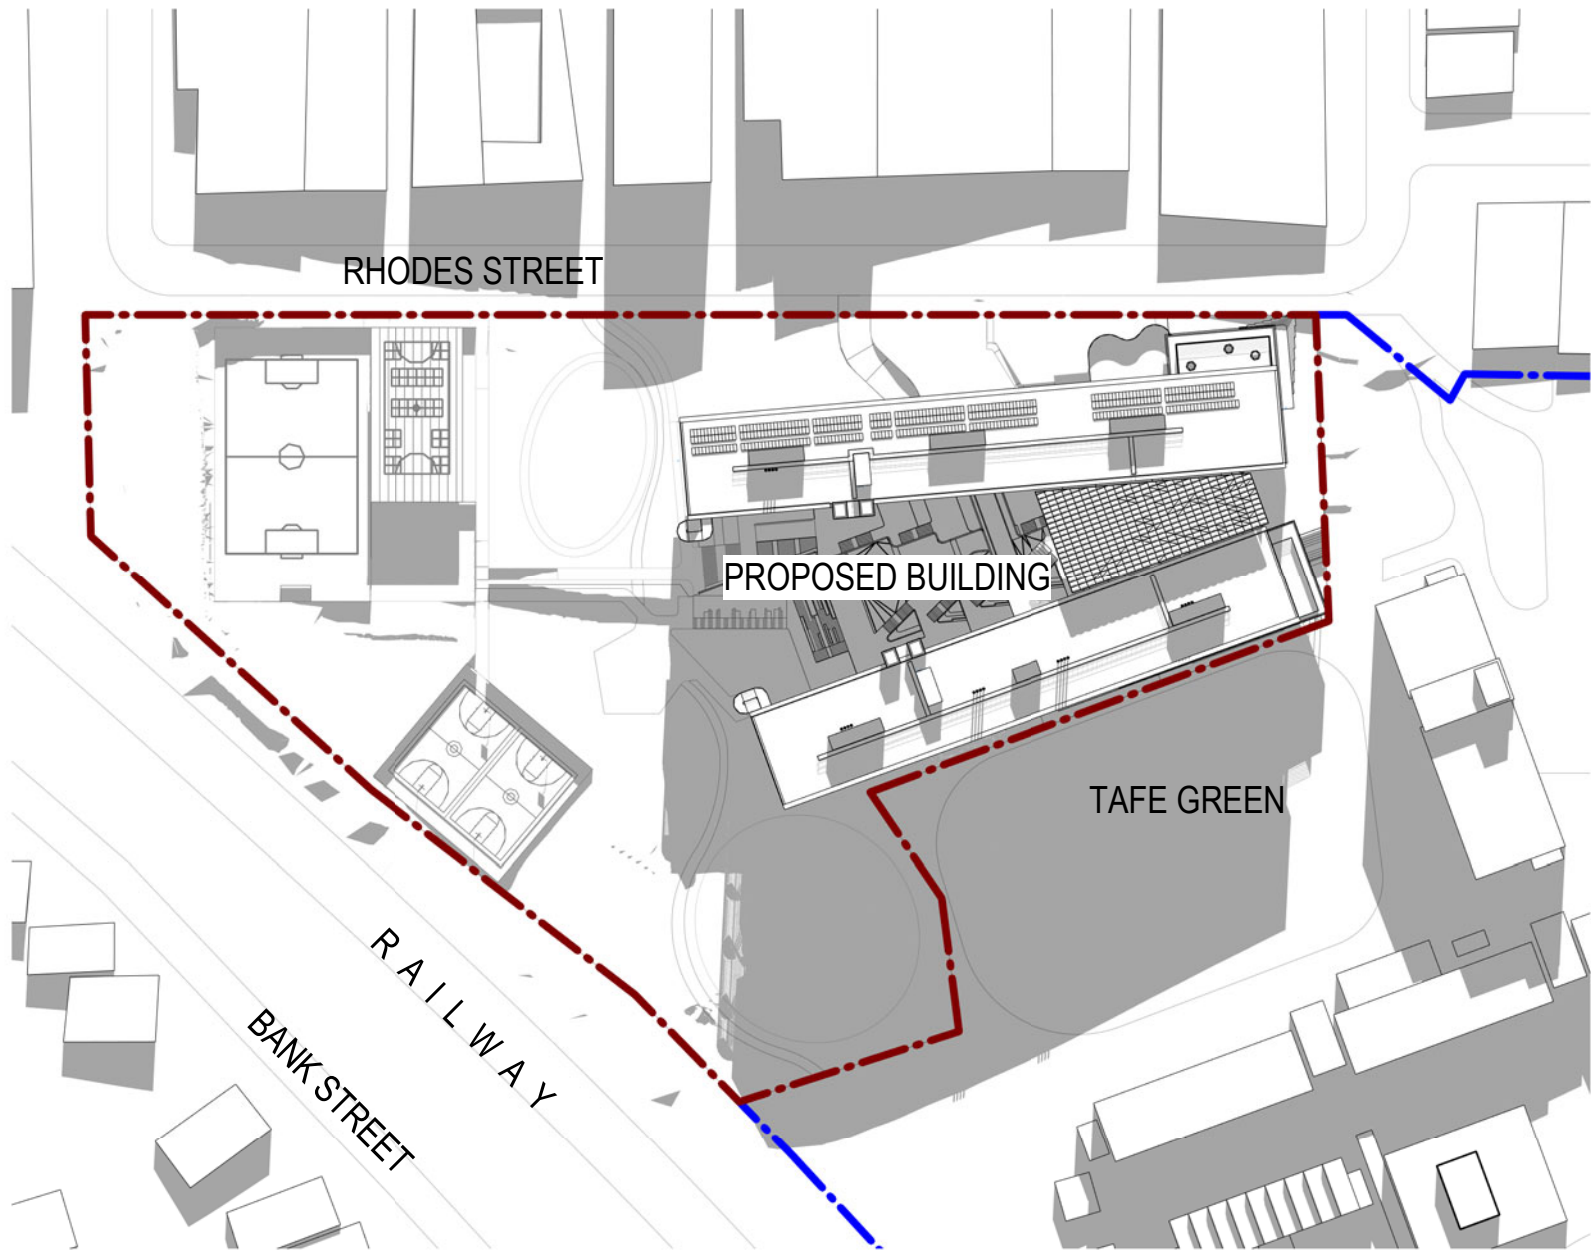 RHODES STREET
PROPOSED BUILDING
TAFE GREEN
RAILWAY
BANK STREET